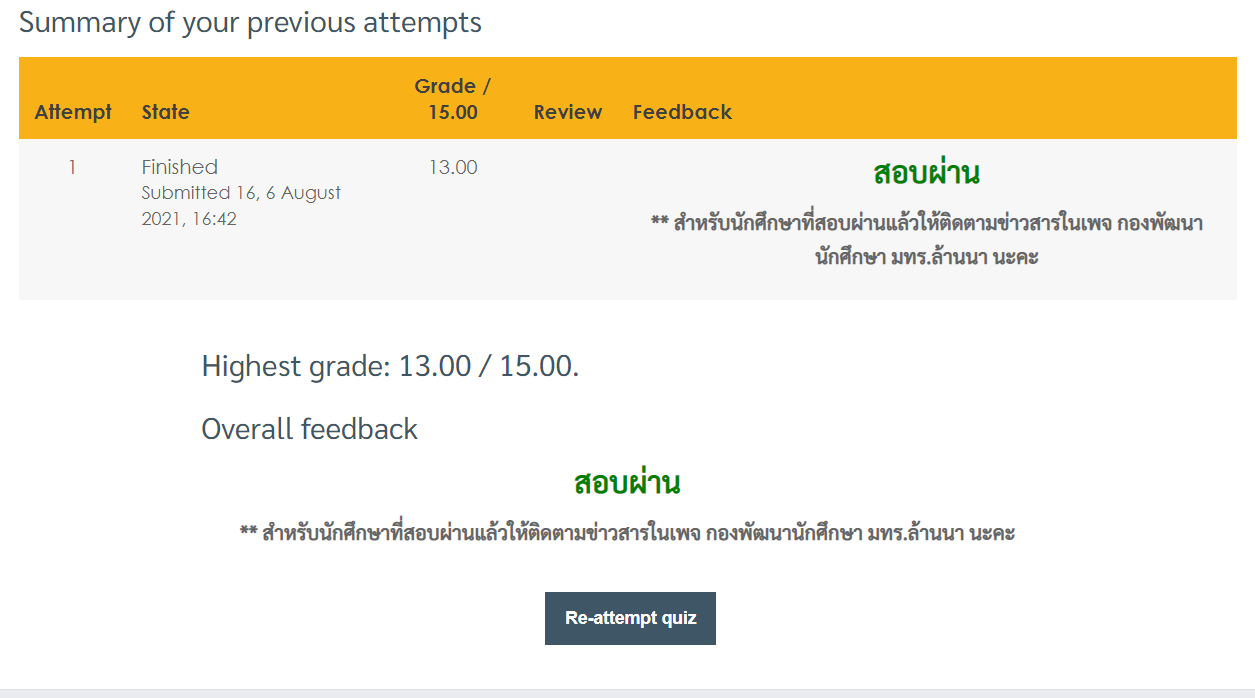 Summary of your previous attempts
Attempt State Grade / 15.00 Review Feedback
1 Finished 13.00 สอบผ่าน
Submitted 16, 6 August
2021, 16:42
** สำหรับนักศึกษาที่สอบผ่านแล้วให้ติดตามข่าวสารในเพจ กองพัฒนา
นักศึกษา มทร.ล้านนา นะคะ
Highest grade: 13.00 / 15.00.
Overall feedback
สอบผ่าน
** สำหรับนักศึกษาที่สอบผ่านแล้วให้ติดตามข่าวสารในเพจ กองพัฒนานักศึกษา มทร.ล้านนา นะคะ
Re-attempt quiz